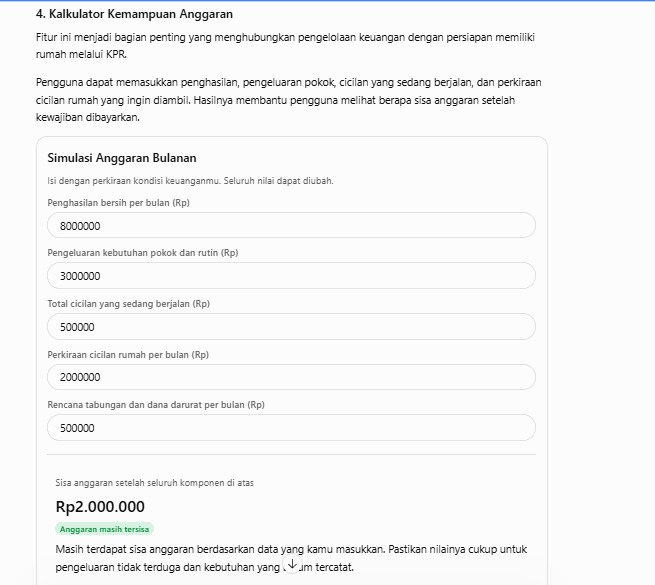 4. Kalkulator Kemampuan Anggaran
Fitur ini menjadi bagian penting yang menghubungkan pengelolaan keuangan dengan persiapan memiliki
rumah melalui KPR.
Pengguna dapat memasukkan penghasilan, pengeluaran pokok, cicilan yang sedang berjalan, dan perkiraan
cicilan rumah yang ingin diambil. Hasilnya membantu pengguna melihat berapa sisa anggaran setelah
kewajiban dibayarkan.
Simulasi Anggaran Bulanan
Isi dengan perkiraan kondisi keuanganmu. Seluruh nilai dapat diubah.
Penghasilan bersih per bulan (Rp)
8000000
Pengeluaran kebutuhan pokok dan rutin (Rp)
3000000
Total cicilan yang sedang berjalan (Rp)
500000
Perkiraan cicilan rumah per bulan (Rp)
2000000
Rencana tabungan dan dana darurat per bulan (Rp)
500000
Sisa anggaran setelah seluruh komponen di atas
Rp2.000.000
Anggaran masih tersisa
Masih terdapat sisa anggaran berdasarkan data yang kamu masukkan. Pastikan nilainya cukup untuk
pengeluaran tidak terduga dan kebutuhan yang tercatat.